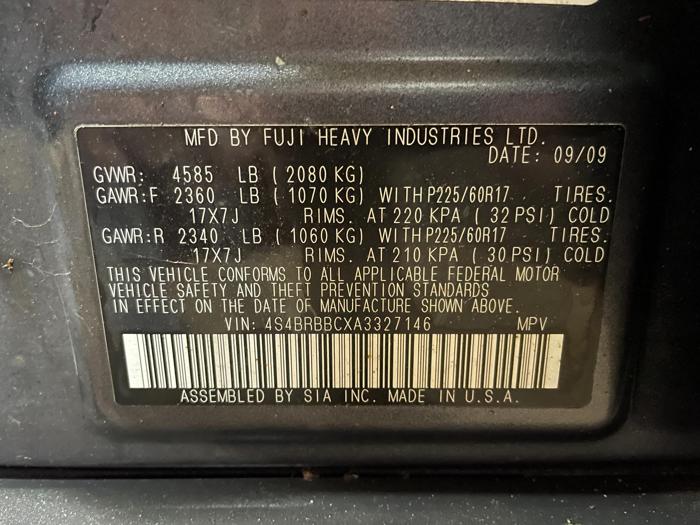 MFD BY FUJI HEAVY INDUSTRIES LTD.
DATE: 09/09
GVWR: 4585 LB ( 2080 KG)
GAWR:F 2360 LB ( 1070 KG) WITH P225/60R17 TIRES.
17X7J RIMS. AT 220 KPA ( 32 PSI) COLD
GAWR:R 2340 LB ( 1060 KG) WITH P225/60R17 TIRES.
17X7J RIMS. AT 210 KPA ( 30 PSI) COLD
THIS VEHICLE CONFORMS TO ALL APPLICABLE FEDERAL MOTOR
VEHICLE SAFETY AND THEFT PREVENTION STANDARDS
IN EFFECT ON THE DATE OF MANUFACTURE SHOWN ABOVE.
VIN: 4S4BRBBCXA3327146 MPV
ASSEMBLED BY SIA INC. MADE IN U.S.A.